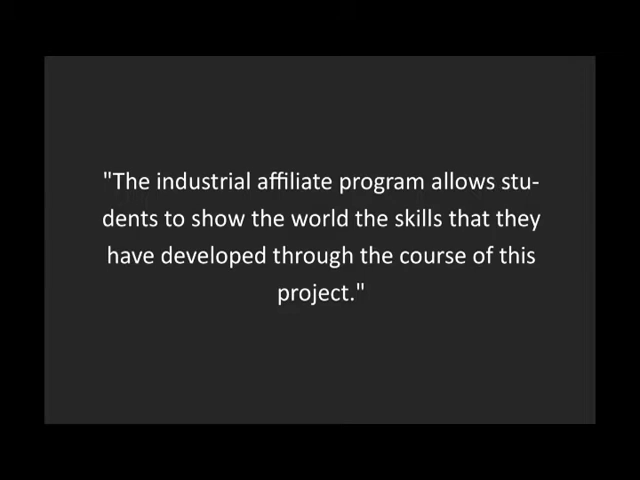 "The industrial affiliate program allows stu-
dents to show the world the skills that they
have developed through the course of this
project."